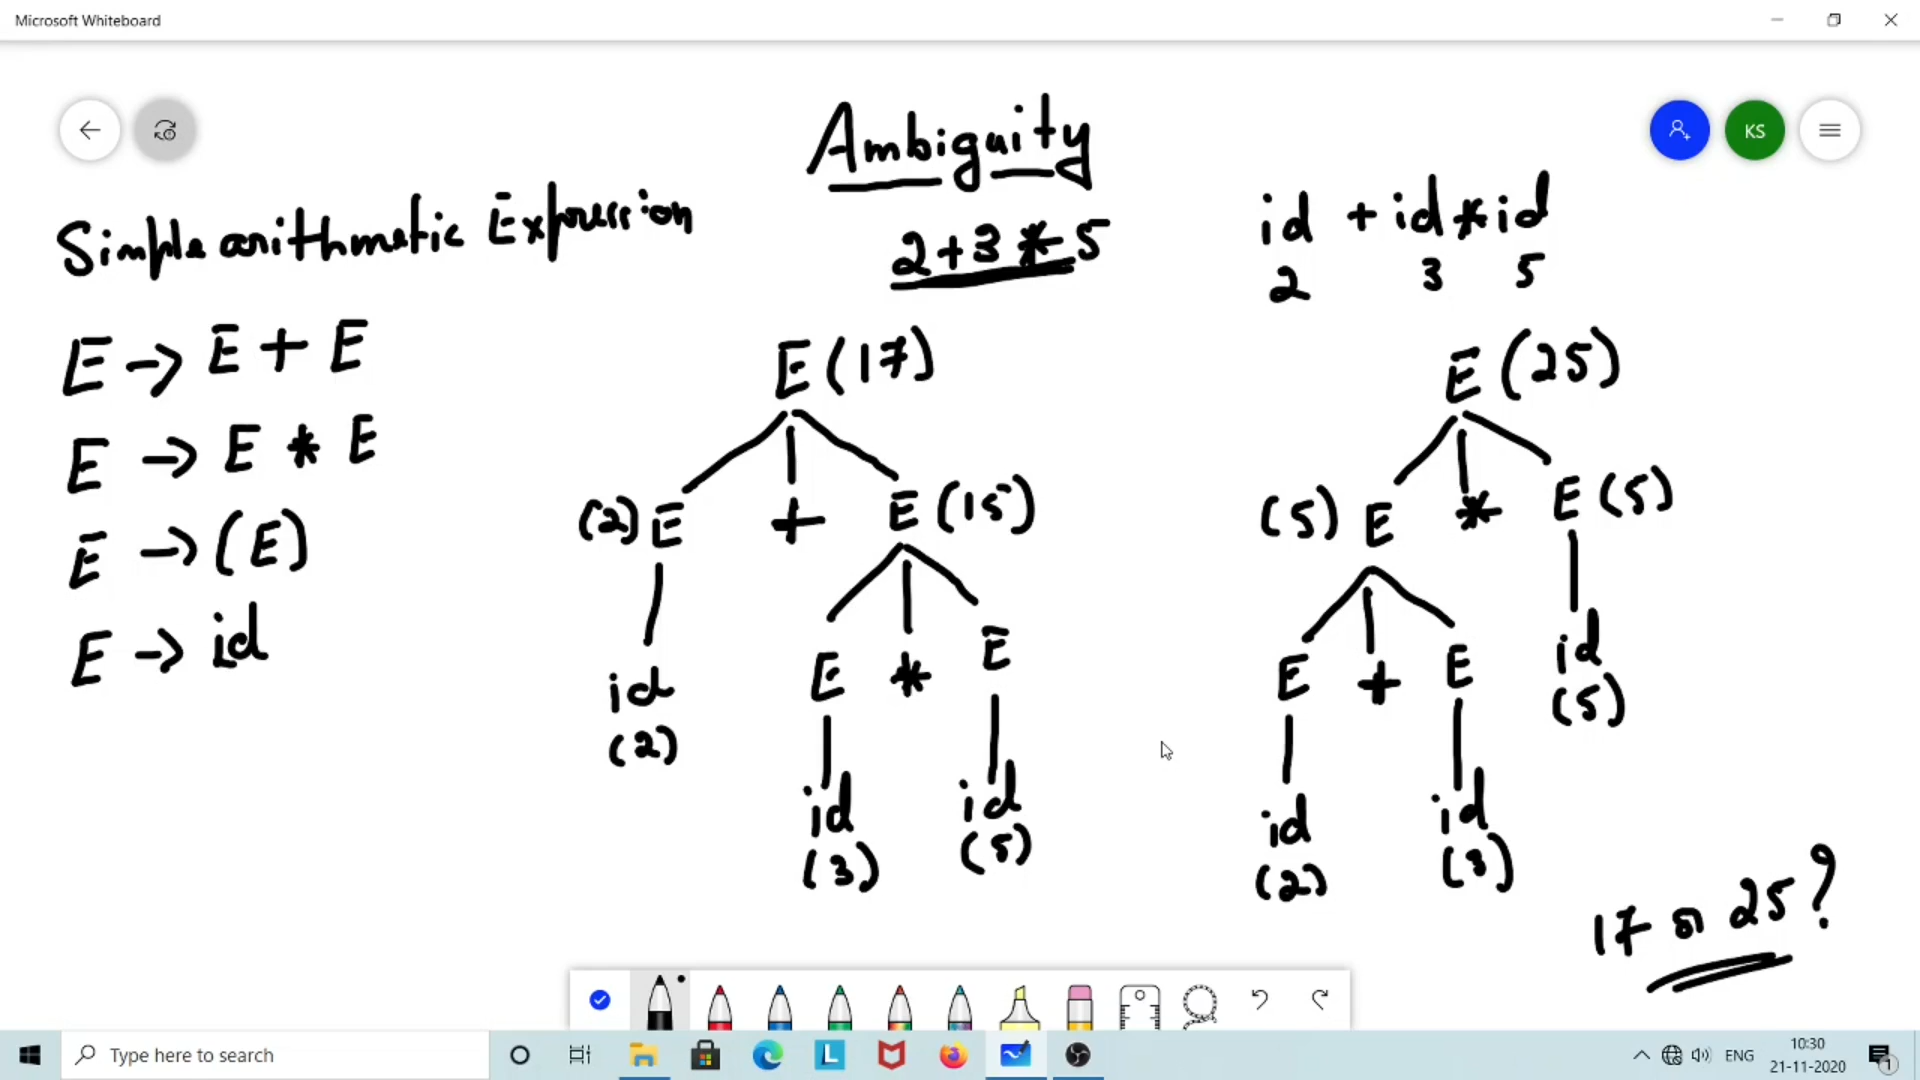 Microsoft Whiteboard
KS
Ambiguity
Simple arithmetic Expression
2+3*5
id + id*id
2 3 5
E -> E + E
E -> E * E
E -> (E)
E -> id
E (17)
(2) E + E (15)
id E * E
(2)
id id
(3) (5)
E (25)
(5) E * E (5)
E + E id
(5)
id id
(2) (3)
17 or 25?
Type here to search
L
ENG
10:30
21-11-2020
1